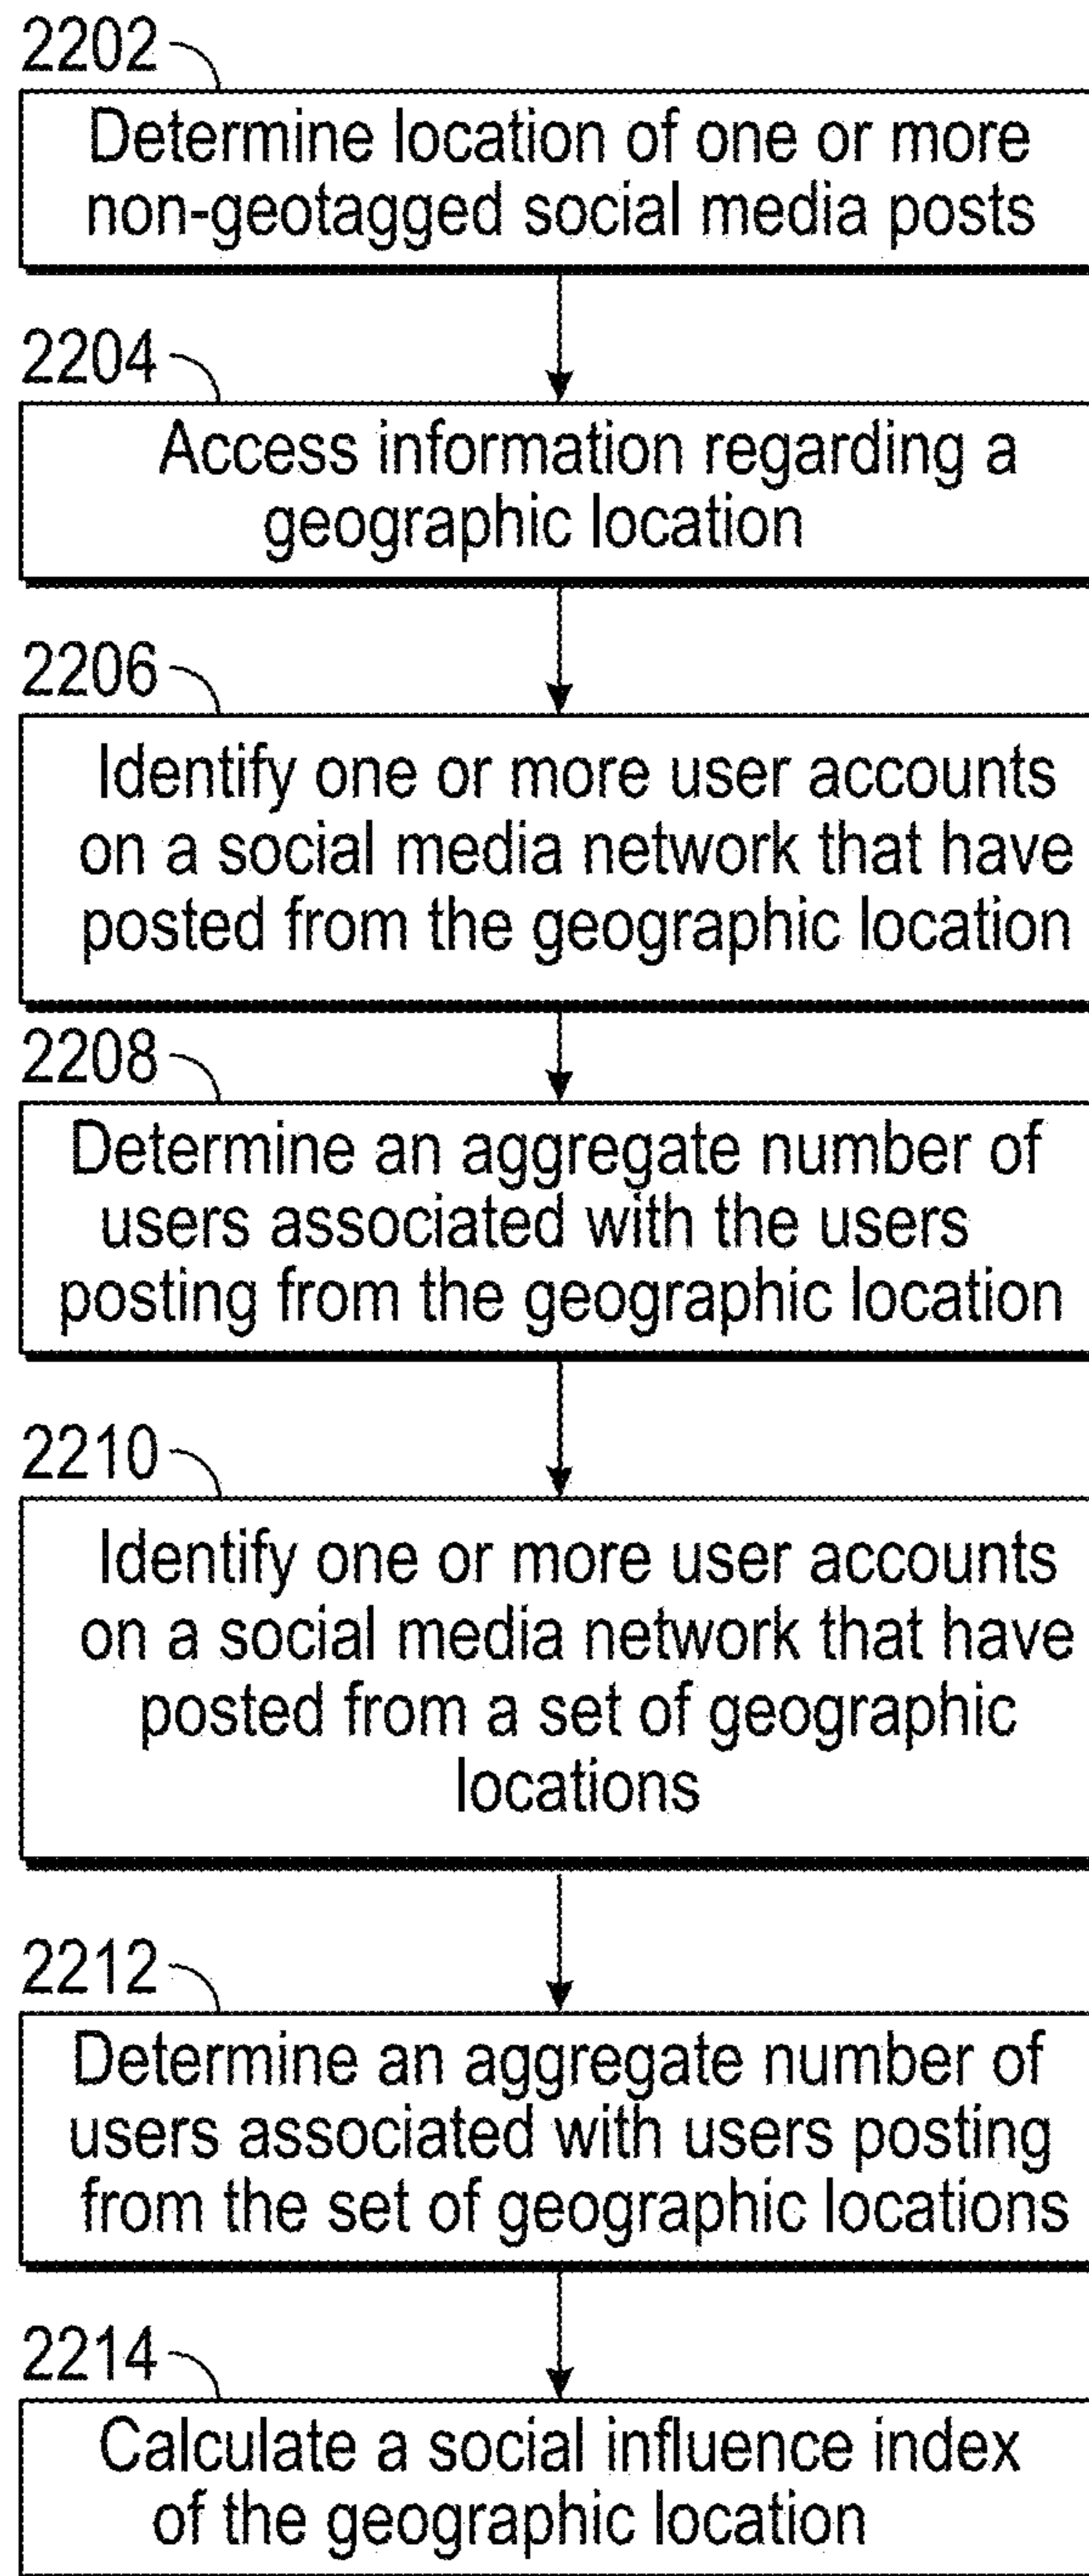 2202
Determine location of one or more
non-geotagged social media posts
2204
Access information regarding a
geographic location
2206
Identify one or more user accounts
on a social media network that have
posted from the geographic location
2208
Determine an aggregate number of
users associated with the users
posting from the geographic location
2210
Identify one or more user accounts
on a social media network that have
posted from a set of geographic
locations
2212
Determine an aggregate number of
users associated with users posting
from the set of geographic locations
2214
Calculate a social influence index
of the geographic location